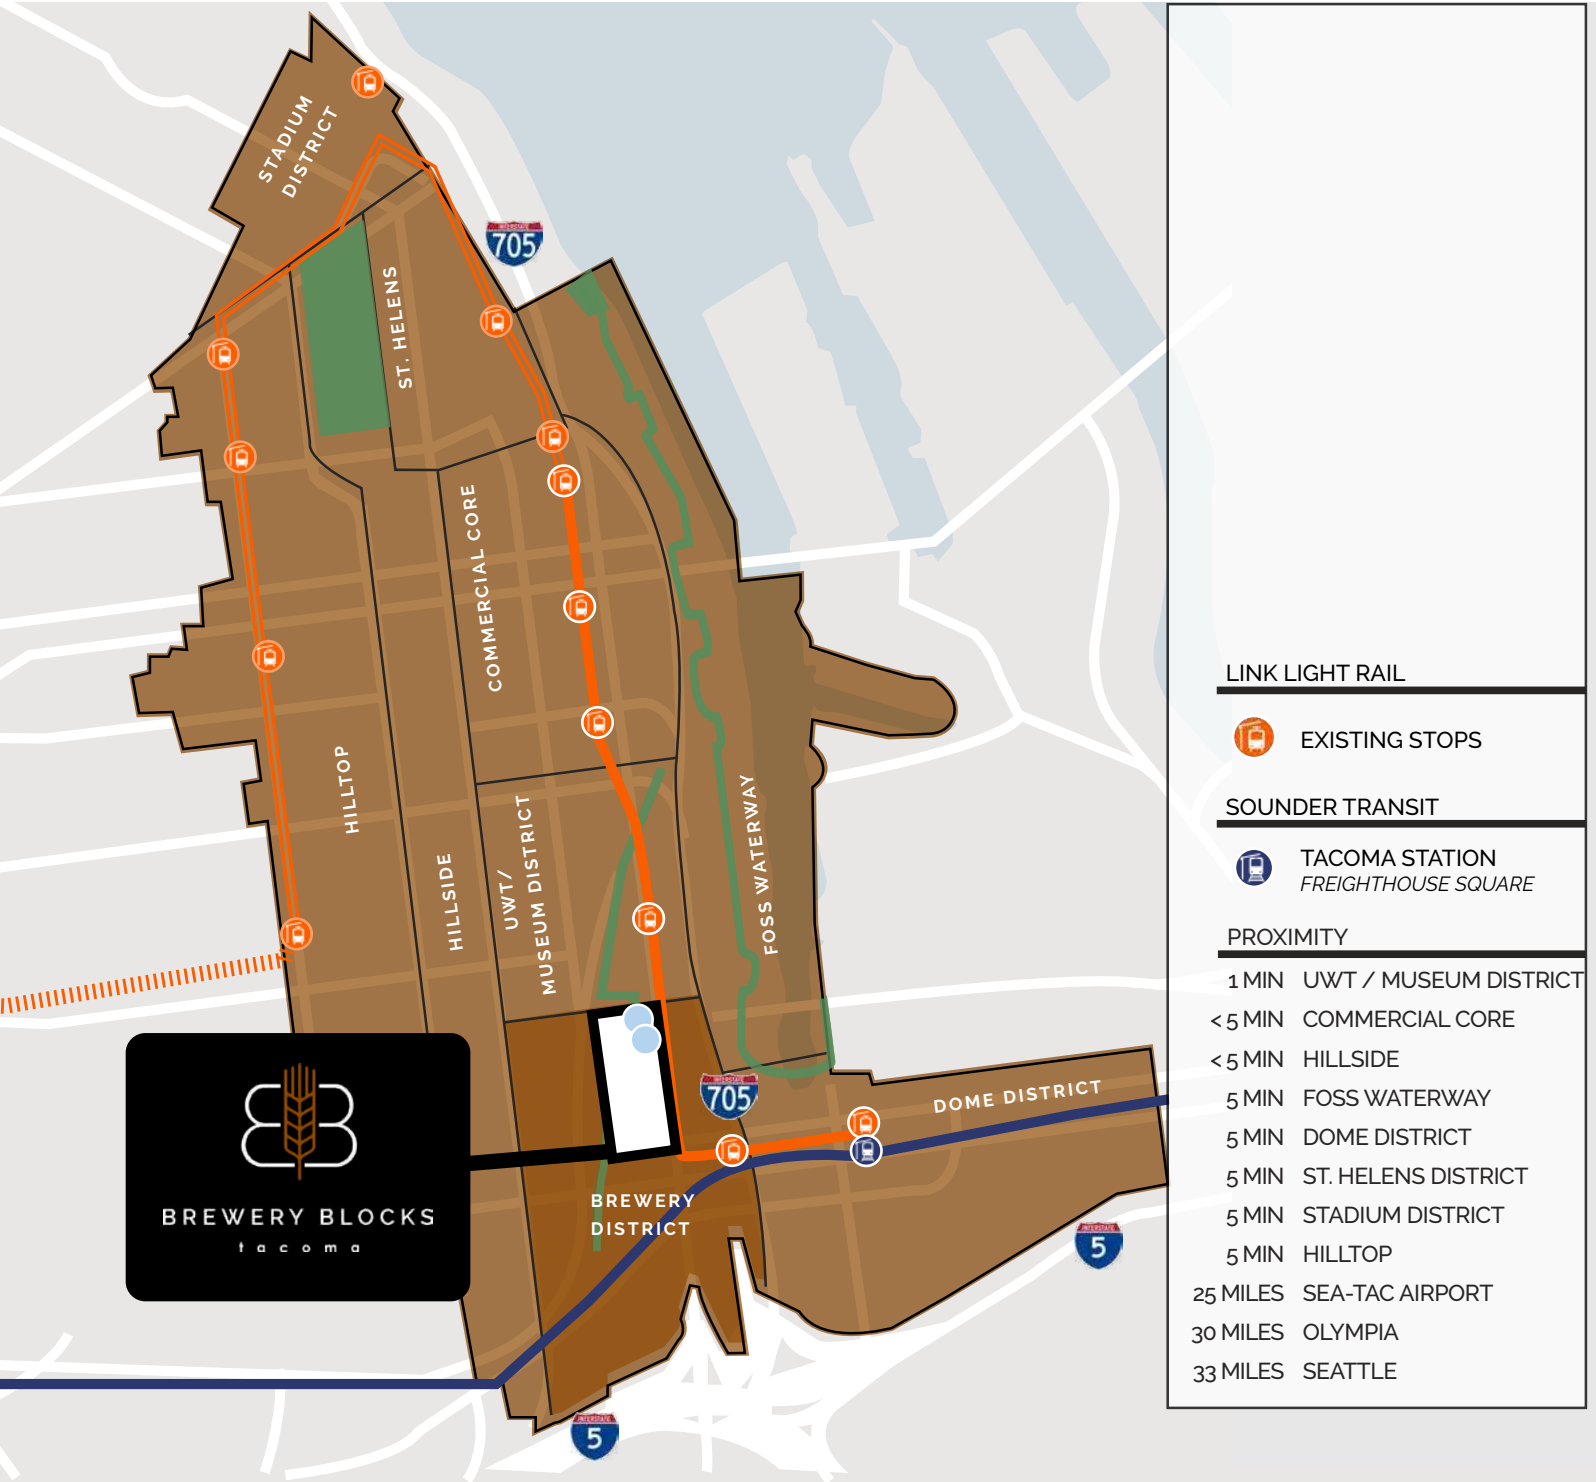 STADIUM
DISTRICT
INTERSTATE
705
ST. HELENS
COMMERCIAL CORE
HILLTOP
HILLSIDE
UWT/
MUSEUM DISTRICT
FOSS WATERWAY
INTERSTATE
705
DOME DISTRICT
BREWERY
DISTRICT
BREWERY BLOCKS
tacoma
INTERSTATE
5
INTERSTATE
5
LINK LIGHT RAIL
EXISTING STOPS
SOUNDER TRANSIT
TACOMA STATION
FREIGHTHOUSE SQUARE
PROXIMITY
1 MIN UWT / MUSEUM DISTRICT
< 5 MIN COMMERCIAL CORE
< 5 MIN HILLSIDE
5 MIN FOSS WATERWAY
5 MIN DOME DISTRICT
5 MIN ST. HELENS DISTRICT
5 MIN STADIUM DISTRICT
5 MIN HILLTOP
25 MILES SEA-TAC AIRPORT
30 MILES OLYMPIA
33 MILES SEATTLE